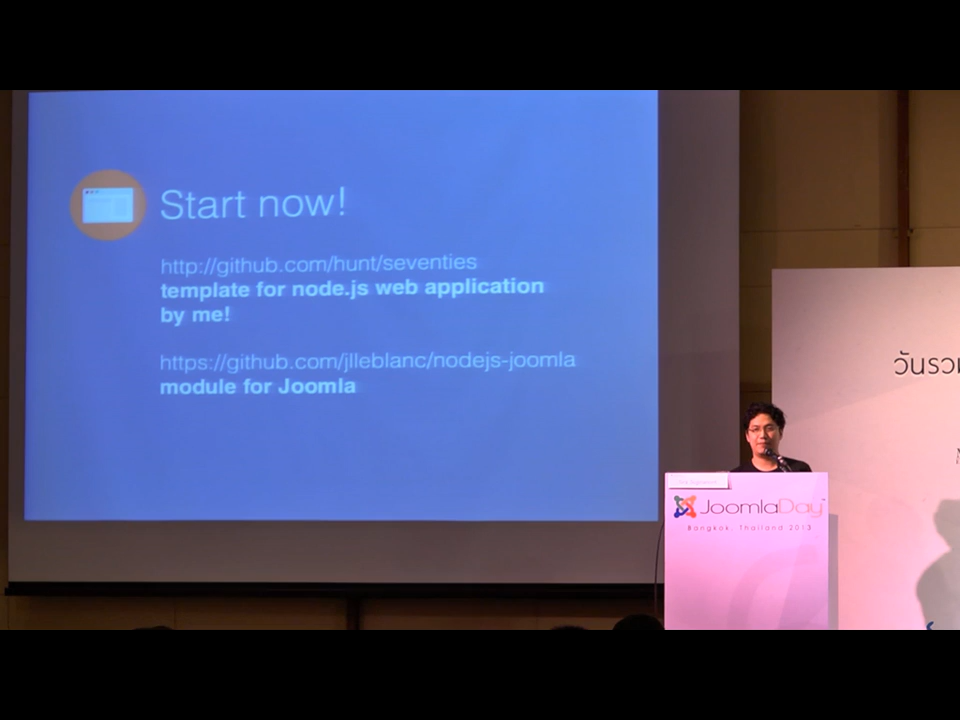 Start now!
http://github.com/hunt/seventies
template for node.js web application
by me!
https://github.com/jlleblanc/nodejs-joomla
module for Joomla
วันรวม
JoomlaDay™
Bangkok, Thailand 2013